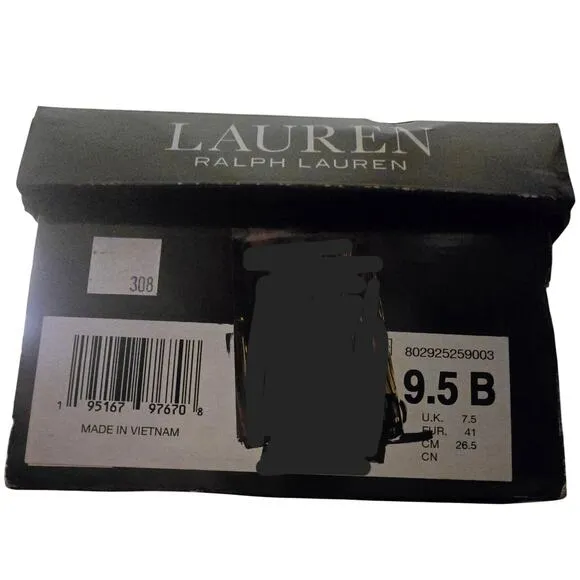 LAUREN
RALPH LAUREN
308
1 95167 97670 8
MADE IN VIETNAM
802925259003
9.5 B
U.K. 7.5
EUR. 41
CM 26.5
CN